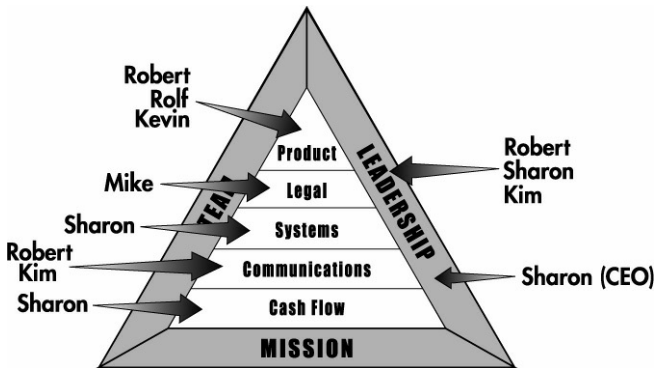 Robert
Rolf
Kevin
Product
LEADERSHIP
Robert
Sharon
Kim
Mike
Legal
TEAM
Sharon
Systems
Robert
Kim
Communications
Sharon (CEO)
Sharon
Cash Flow
MISSION